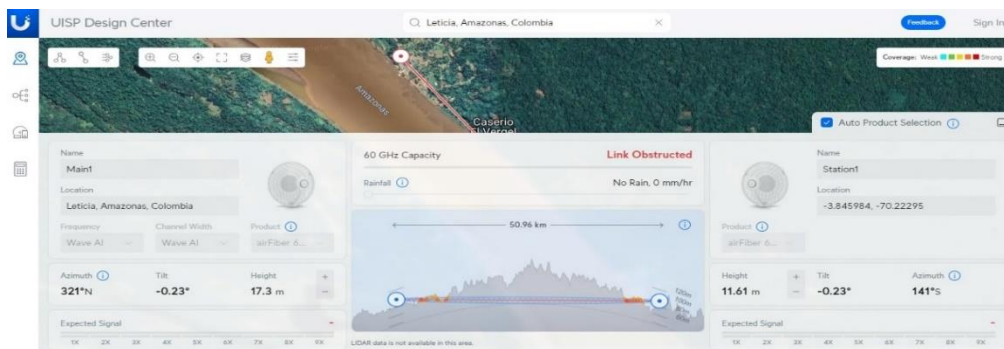 UISP Design Center
Leticia, Amazonas, Colombia
Feedback
Sign In
Coverage: Weak
Strong
Amazonas
Caserio
El Vergel
Auto Product Selection
Name
Main1
Location
Leticia, Amazonas, Colombia
Frequency
Channel Width
Product
Wave AI
Wave AI
airFiber 6...
Azimuth
Tilt
Height
321°N
-0.23°
17.3 m
Expected Signal
1X 2X 3X 4X 5X 6X 7X 8X 9X
60 GHz Capacity
Link Obstructed
Rainfall
No Rain, 0 mm/hr
50.96 km
120m
100m
80m
60m
LIDAR data is not available in this area.
Name
Station1
Location
-3.845984, -70.22295
Product
airFiber 6...
Height
Tilt
Azimuth
11.61 m
-0.23°
141°S
Expected Signal
1X 2X 3X 4X 5X 6X 7X 8X 9X